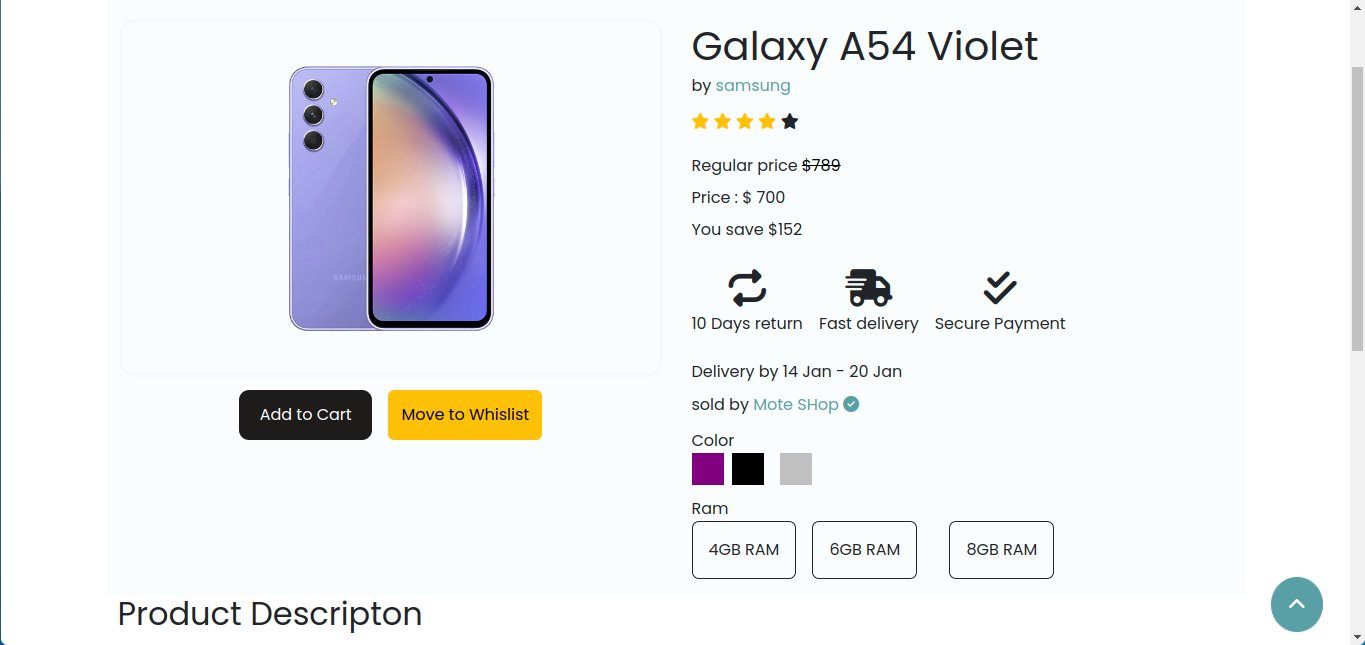 Galaxy A54 Violet
by samsung
Regular price $789
Price : $ 700
You save $152
10 Days return Fast delivery Secure Payment
Delivery by 14 Jan - 20 Jan
sold by Mote SHop
Color
Ram
4GB RAM 6GB RAM 8GB RAM
SAMSUN
Add to Cart Move to Whislist
Product Descripton